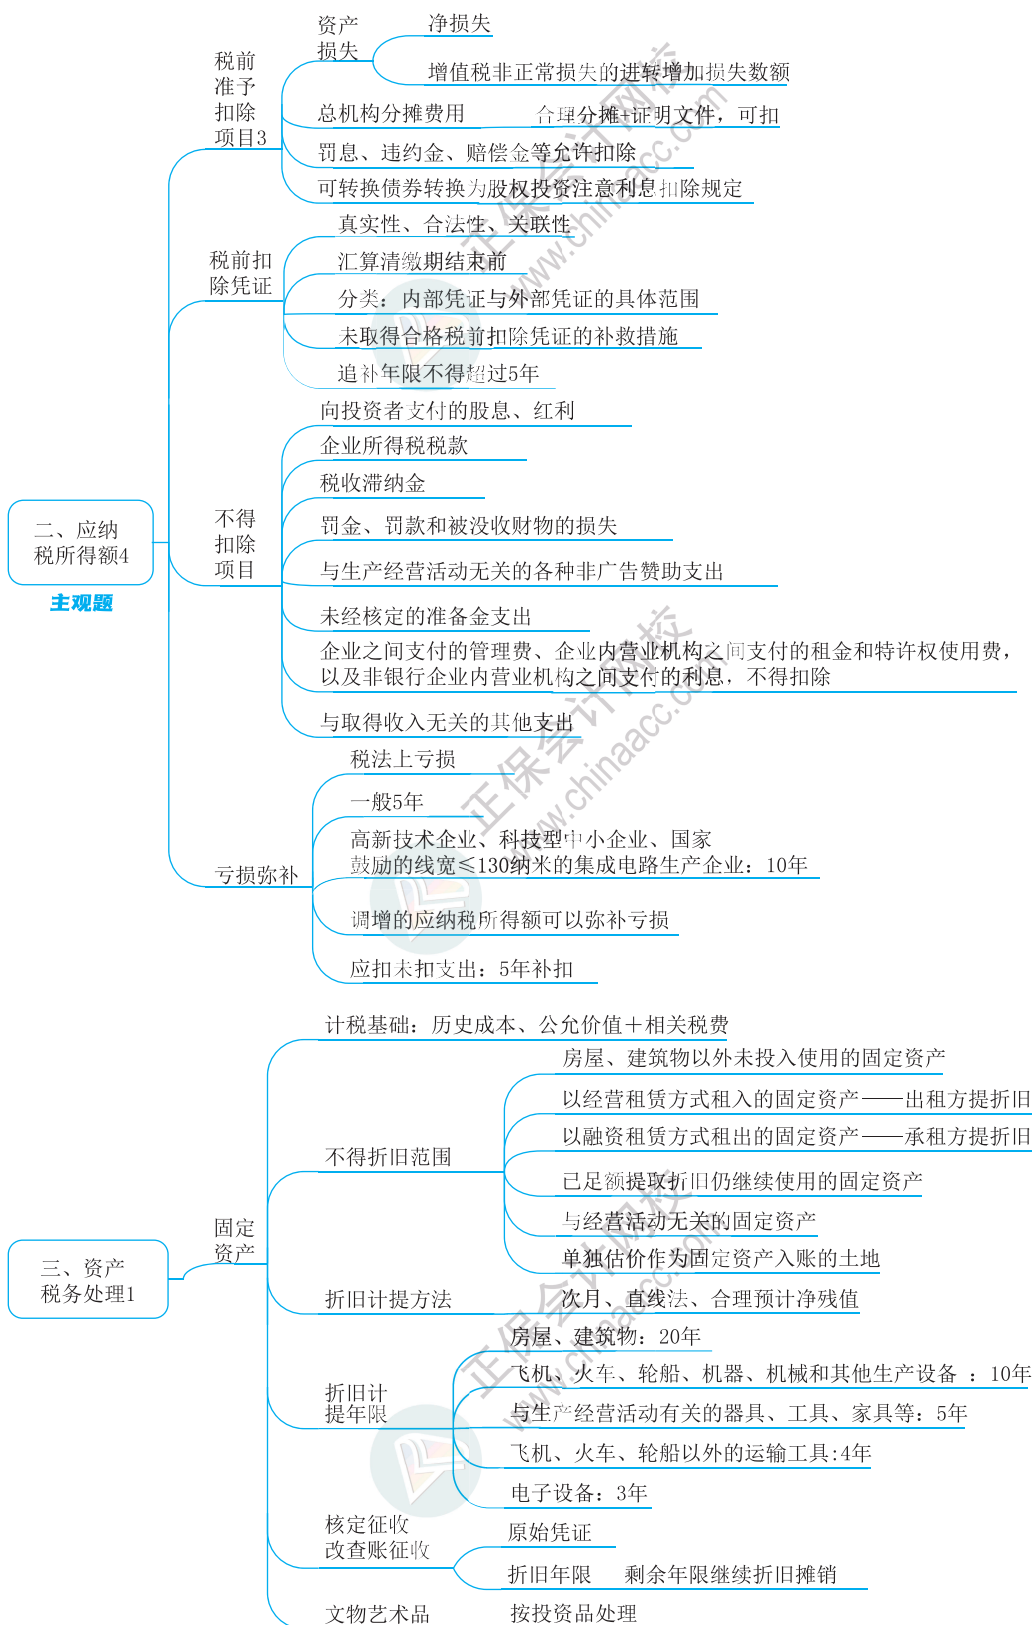 资产
损失
净损失
增值税非正常损失的进转增加损失数额
税前
准予
扣除
项目3
总机构分摊费用
合理分摊+证明文件，可扣
罚息、违约金、赔偿金等允许扣除
可转换债券转换为股权投资注意利息扣除规定
税前扣
除凭证
真实性、合法性、关联性
汇算清缴期结束前
分类：内部凭证与外部凭证的具体范围
未取得合格税前扣除凭证的补救措施
追补年限不得超过5年
二、应纳
税所得额4
主观题
不得
扣除
项目
向投资者支付的股息、红利
企业所得税税款
税收滞纳金
罚金、罚款和被没收财物的损失
与生产经营活动无关的各种非广告赞助支出
未经核定的准备金支出
企业之间支付的管理费、企业内营业机构之间支付的租金和特许权使用费，
以及非银行企业内营业机构之间支付的利息，不得扣除
与取得收入无关的其他支出
亏损弥补
税法上亏损
一般5年
高新技术企业、科技型中小企业、国家
鼓励的线宽≤130纳米的集成电路生产企业：10年
调增的应纳税所得额可以弥补亏损
应扣未扣支出：5年补扣
三、资产
税务处理1
固定
资产
计税基础：历史成本、公允价值＋相关税费
不得折旧范围
房屋、建筑物以外未投入使用的固定资产
以经营租赁方式租入的固定资产——出租方提折旧
以融资租赁方式租出的固定资产——承租方提折旧
已足额提取折旧仍继续使用的固定资产
与经营活动无关的固定资产
单独估价作为固定资产入账的土地
折旧计提方法
次月、直线法、合理预计净残值
折旧计
提年限
房屋、建筑物：20年
飞机、火车、轮船、机器、机械和其他生产设备 ：10年
与生产经营活动有关的器具、工具、家具等：5年
飞机、火车、轮船以外的运输工具:4年
电子设备：3年
核定征收
改查账征收
原始凭证
折旧年限
剩余年限继续折旧摊销
文物艺术品
按投资品处理
正保会计网校
www.chinaacc.com
正保会计网校
www.chinaacc.com
正保会计网校
www.chinaacc.com